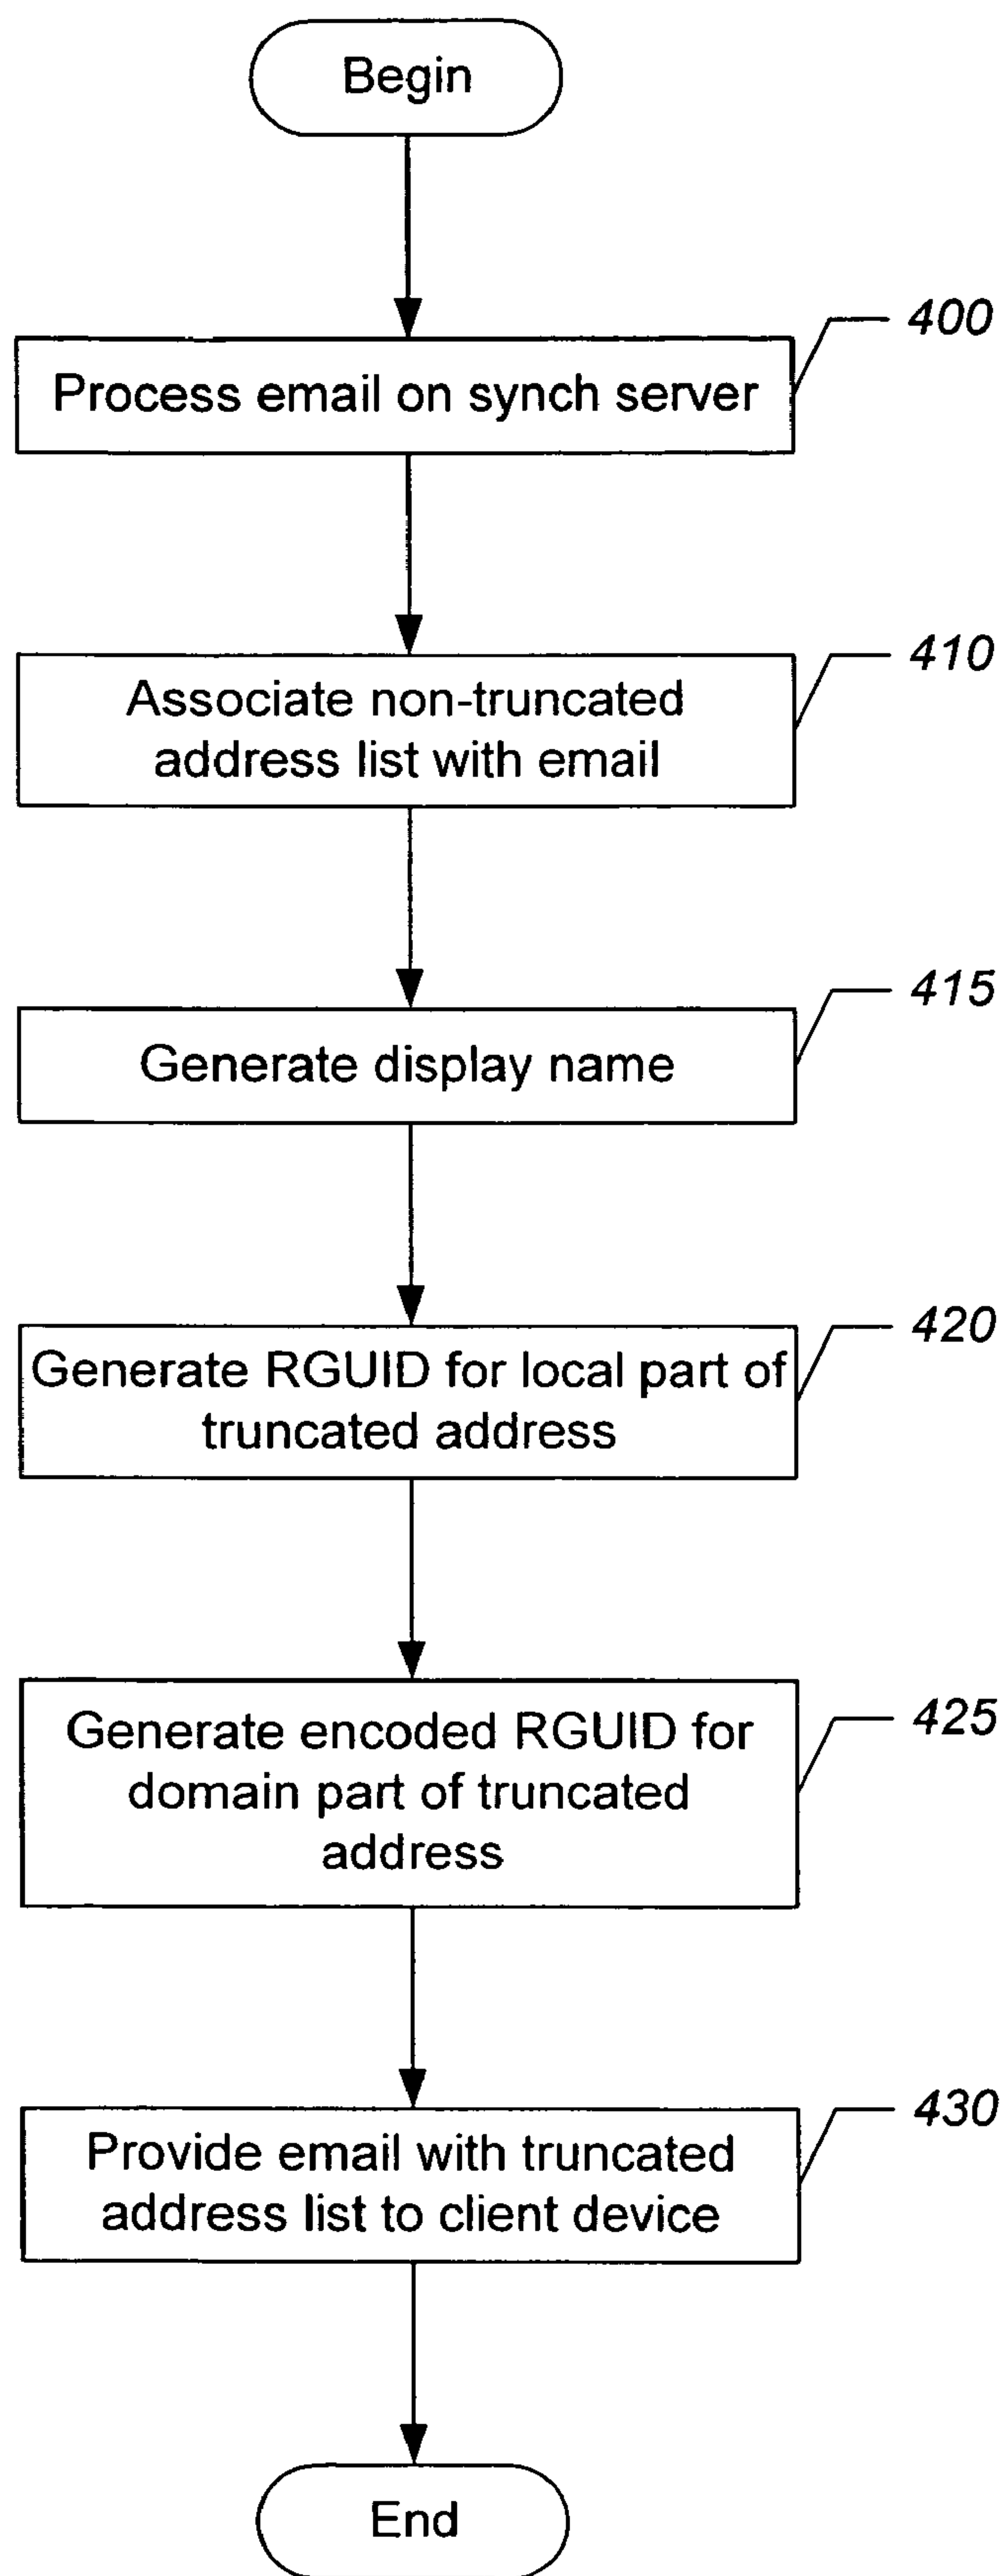 Begin
400
Process email on synch server
410
Associate non-truncated
address list with email
415
Generate display name
420
Generate RGUID for local part of
truncated address
425
Generate encoded RGUID for
domain part of truncated
address
430
Provide email with truncated
address list to client device
End